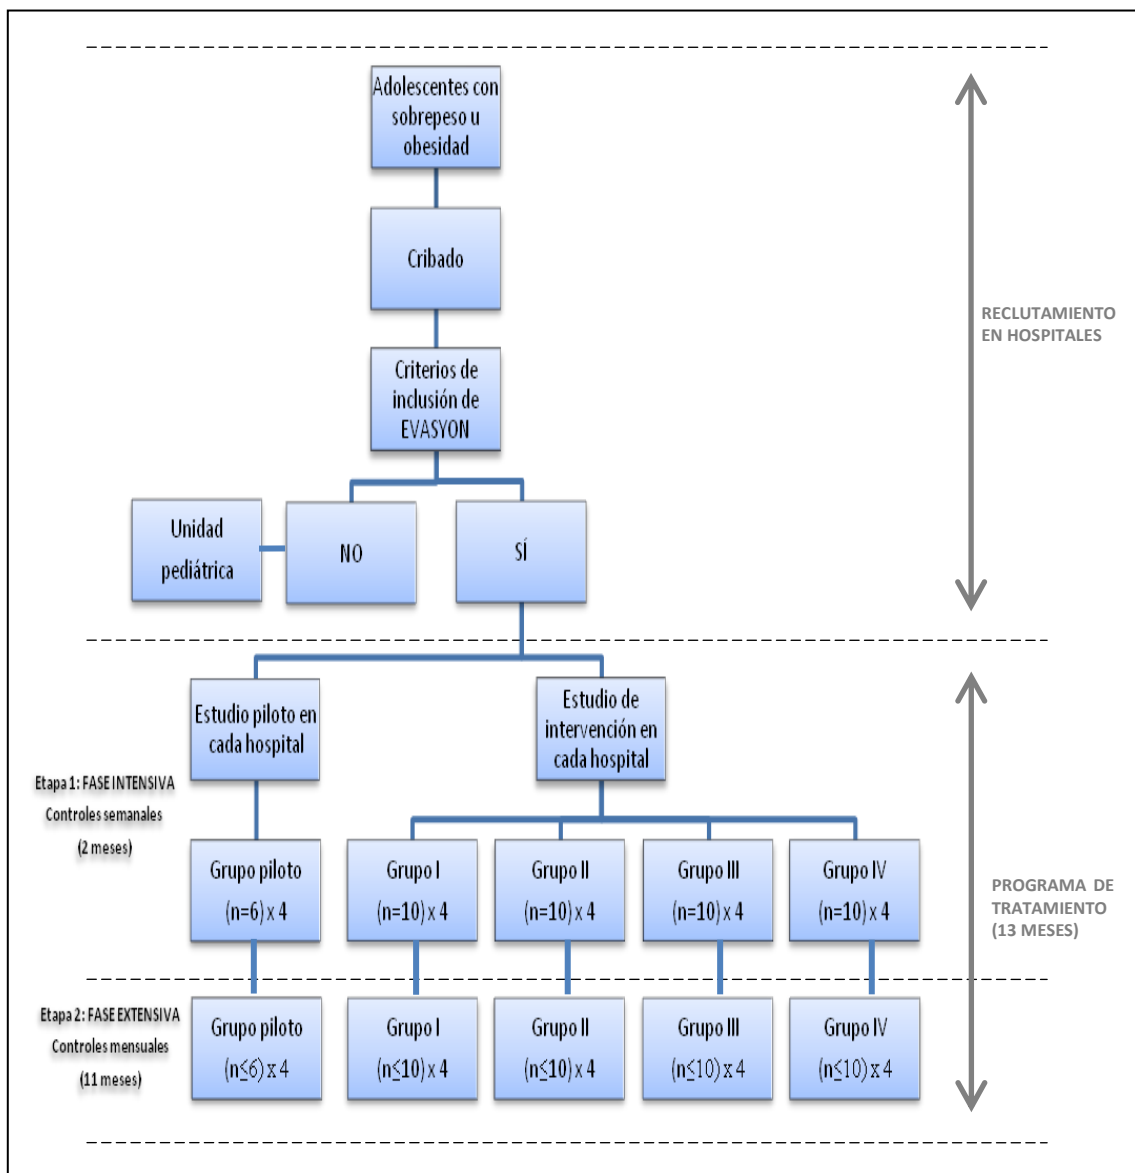 Adolescentes con
sobrepeso u
obesidad
Cribado
Criterios de
inclusión de
EVASYON
Unidad
pediátrica
NO
SÍ
RECLUTAMIENTO
EN HOSPITALES
Estudio piloto en
cada hospital
Estudio de
intervención en
cada hospital
Etapa 1: FASE INTENSIVA
Controles semanales
(2 meses)
Grupo piloto
(n=6) x 4
Grupo I
(n=10) x 4
Grupo II
(n=10) x 4
Grupo III
(n=10) x 4
Grupo IV
(n=10) x 4
PROGRAMA DE
TRATAMIENTO
(13 MESES)
Etapa 2: FASE EXTENSIVA
Controles mensuales
(11 meses)
Grupo piloto
(n≤6) x 4
Grupo I
(n≤10) x 4
Grupo II
(n≤10) x 4
Grupo III
(n≤10) x 4
Grupo IV
(n≤10) x 4